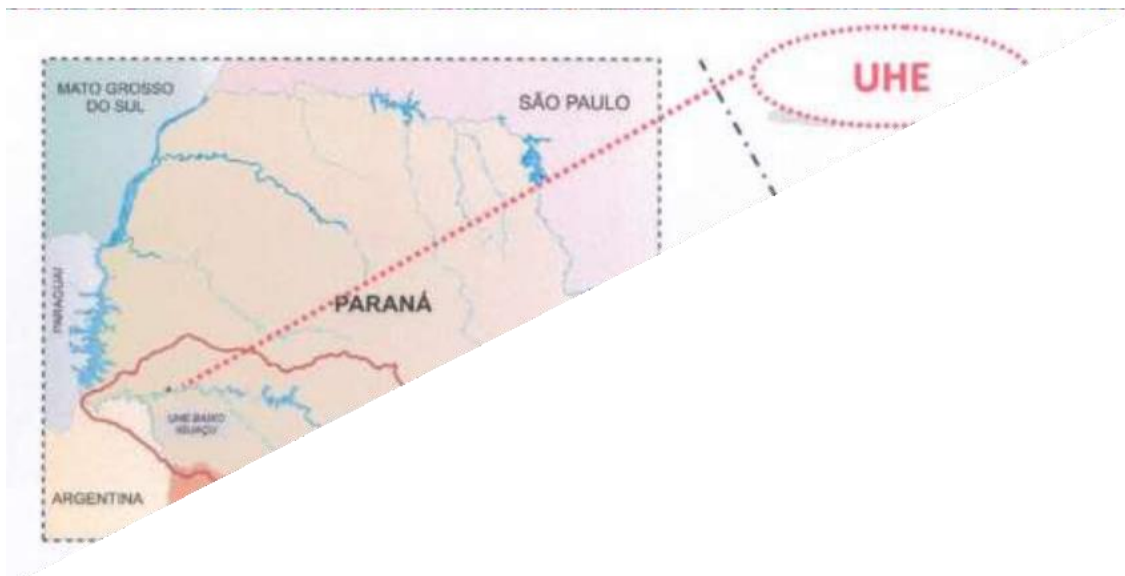 UHE
MATO GROSSO
DO SUL
SÃO PAULO
PARAGUAI
PARANÁ
UHE BAIXO
IGUAÇU
ARGENTINA